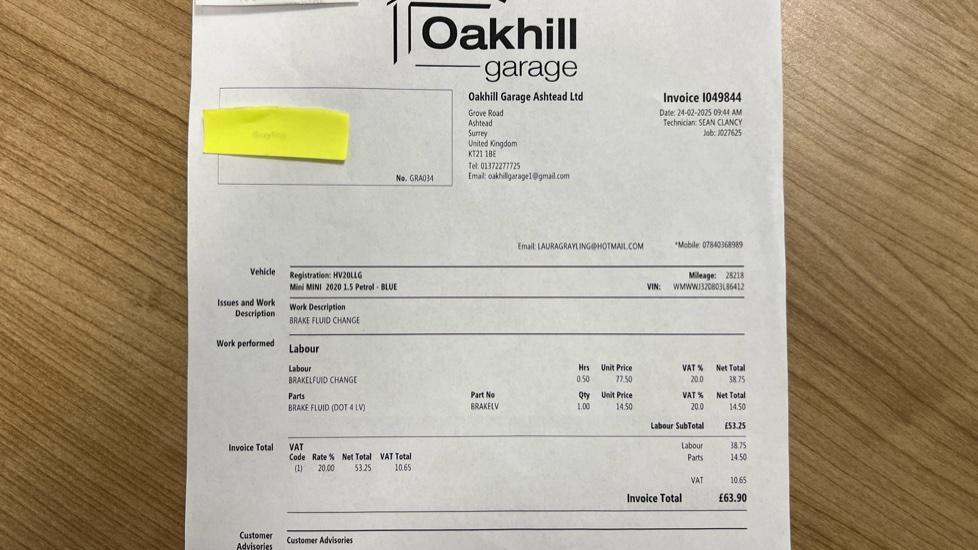 Oakhill
garage
Oakhill Garage Ashtead Ltd
Grove Road
Ashtead
Surrey
United Kingdom
KT21 1BE
Tel: 01372277725
Email: oakhillgarage1@gmail.com
Invoice I049844
Date: 24-02-2025 09:44 AM
Technician: SEAN CLANCY
Job: J027625
No. GRA034
Email: LAURAGRAYLING@HOTMAIL.COM *Mobile: 07840368989
Vehicle Registration: HV20LLG Mileage: 28218
Mini MINI 2020 1.5 Petrol - BLUE VIN: WMWWJ320803L86412
Issues and Work Description
Work Description
BRAKE FLUID CHANGE
Work performed Labour
Labour Hrs Unit Price VAT % Net Total
BRAKELFUID CHANGE 0.50 77.50 20.0 38.75
Parts Part No Qty Unit Price VAT % Net Total
BRAKE FLUID (DOT 4 LV) BRAKELV 1.00 14.50 20.0 14.50
Labour SubTotal £53.25
Invoice Total VAT
Code Rate % Net Total VAT Total
(1) 20.00 53.25 10.65
Labour 38.75
Parts 14.50
VAT 10.65
Invoice Total £63.90
Customer Advisories
Customer Advisories